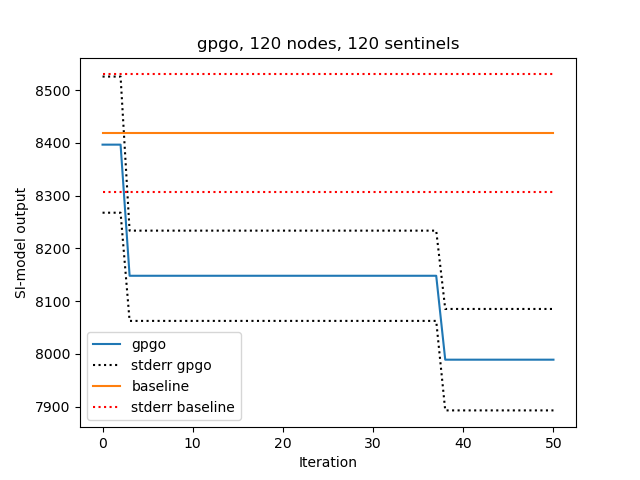 gpgo, 120 nodes, 120 sentinels
SI-model output
8500
8400
8300
8200
8100
8000
7900
gpgo
stderr gpgo
baseline
stderr baseline
0 10 20 30 40 50
Iteration